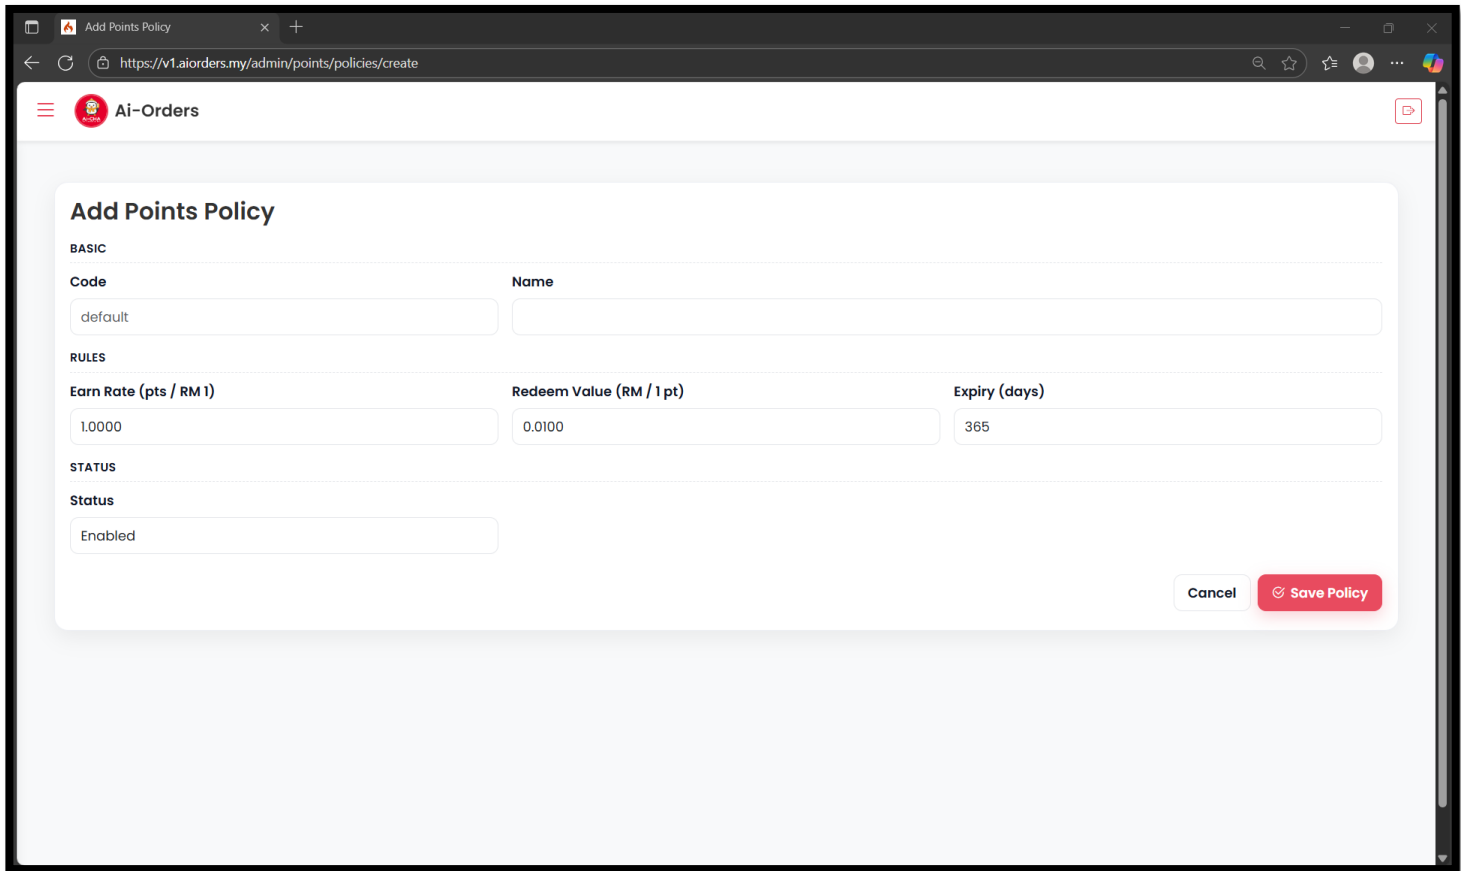 Add Points Policy
https://v1.aiorders.my/admin/points/policies/create
Ai-CHA
Ai-Orders
Add Points Policy
BASIC
Code Name
default
RULES
Earn Rate (pts / RM 1) Redeem Value (RM / 1 pt) Expiry (days)
1.0000 0.0100 365
STATUS
Status
Enabled
Cancel Save Policy